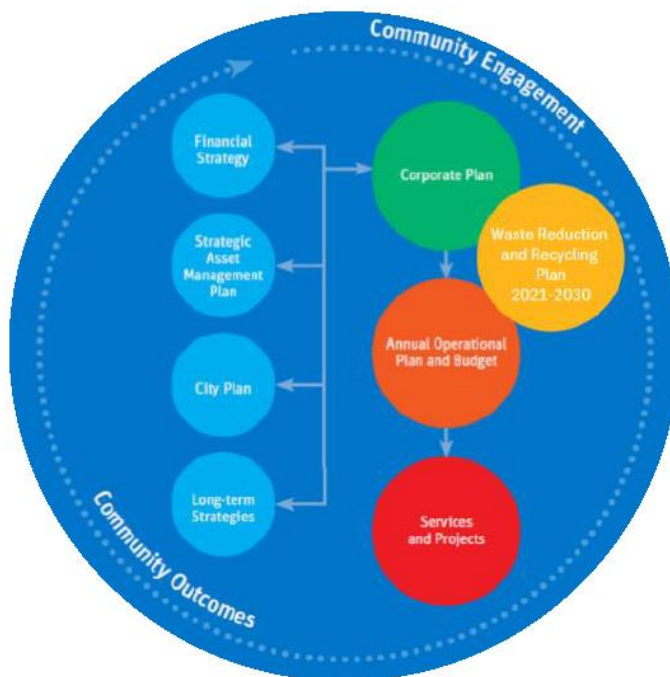 Community Engagement
Financial
Strategy
Corporate Plan
Waste Reduction
and Recycling
Plan
2021-2030
Strategic
Asset
Management
Plan
Annual Operational
Plan and Budget
City Plan
Long-term
Strategies
Services
and Projects
Community Outcomes